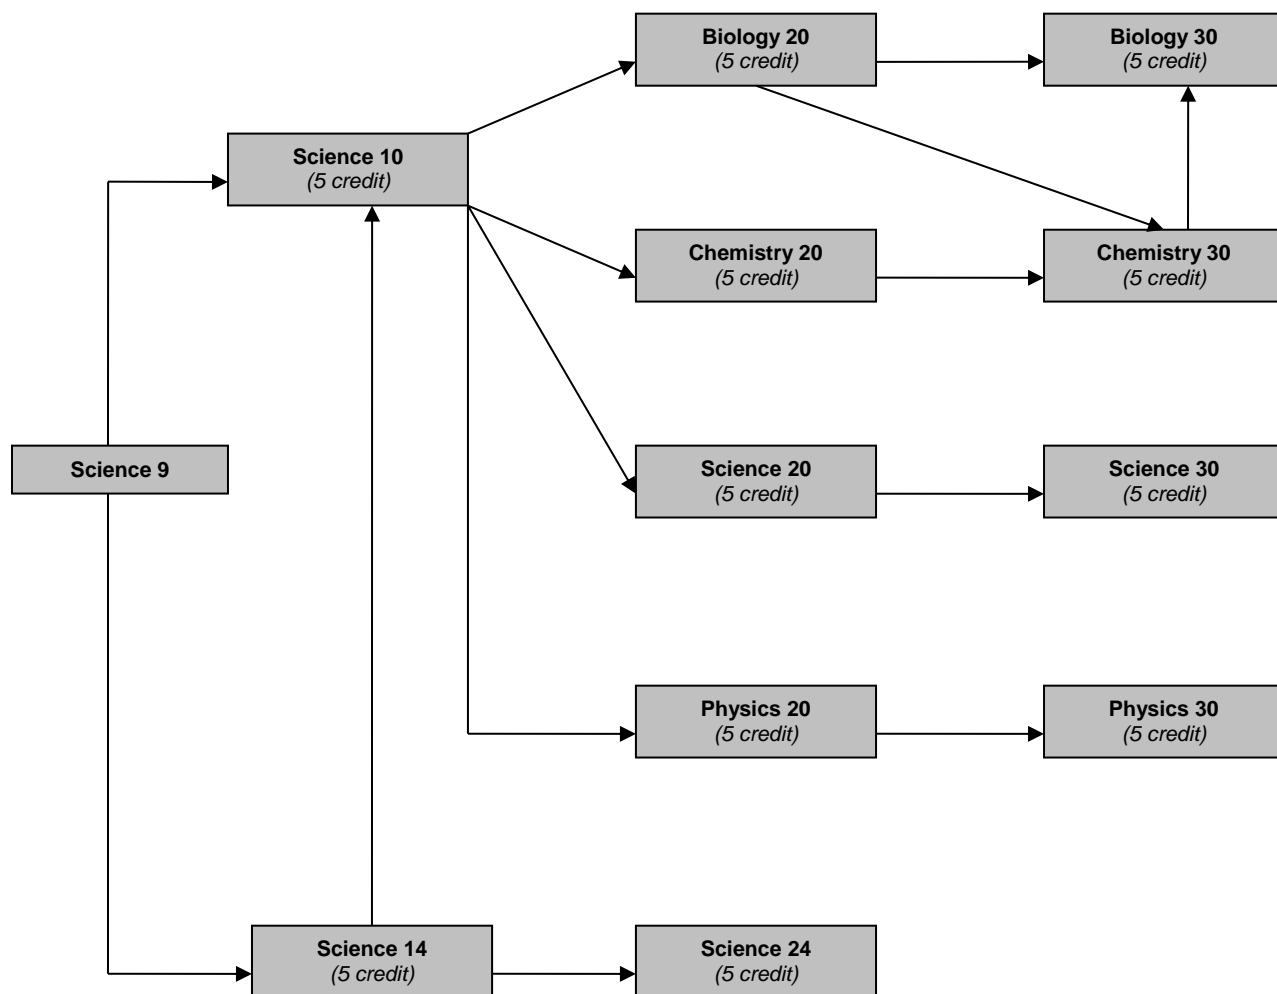 Biology 20
(5 credit)
Biology 30
(5 credit)
Science 10
(5 credit)
Chemistry 20
(5 credit)
Chemistry 30
(5 credit)
Science 9
Science 20
(5 credit)
Science 30
(5 credit)
Physics 20
(5 credit)
Physics 30
(5 credit)
Science 14
(5 credit)
Science 24
(5 credit)